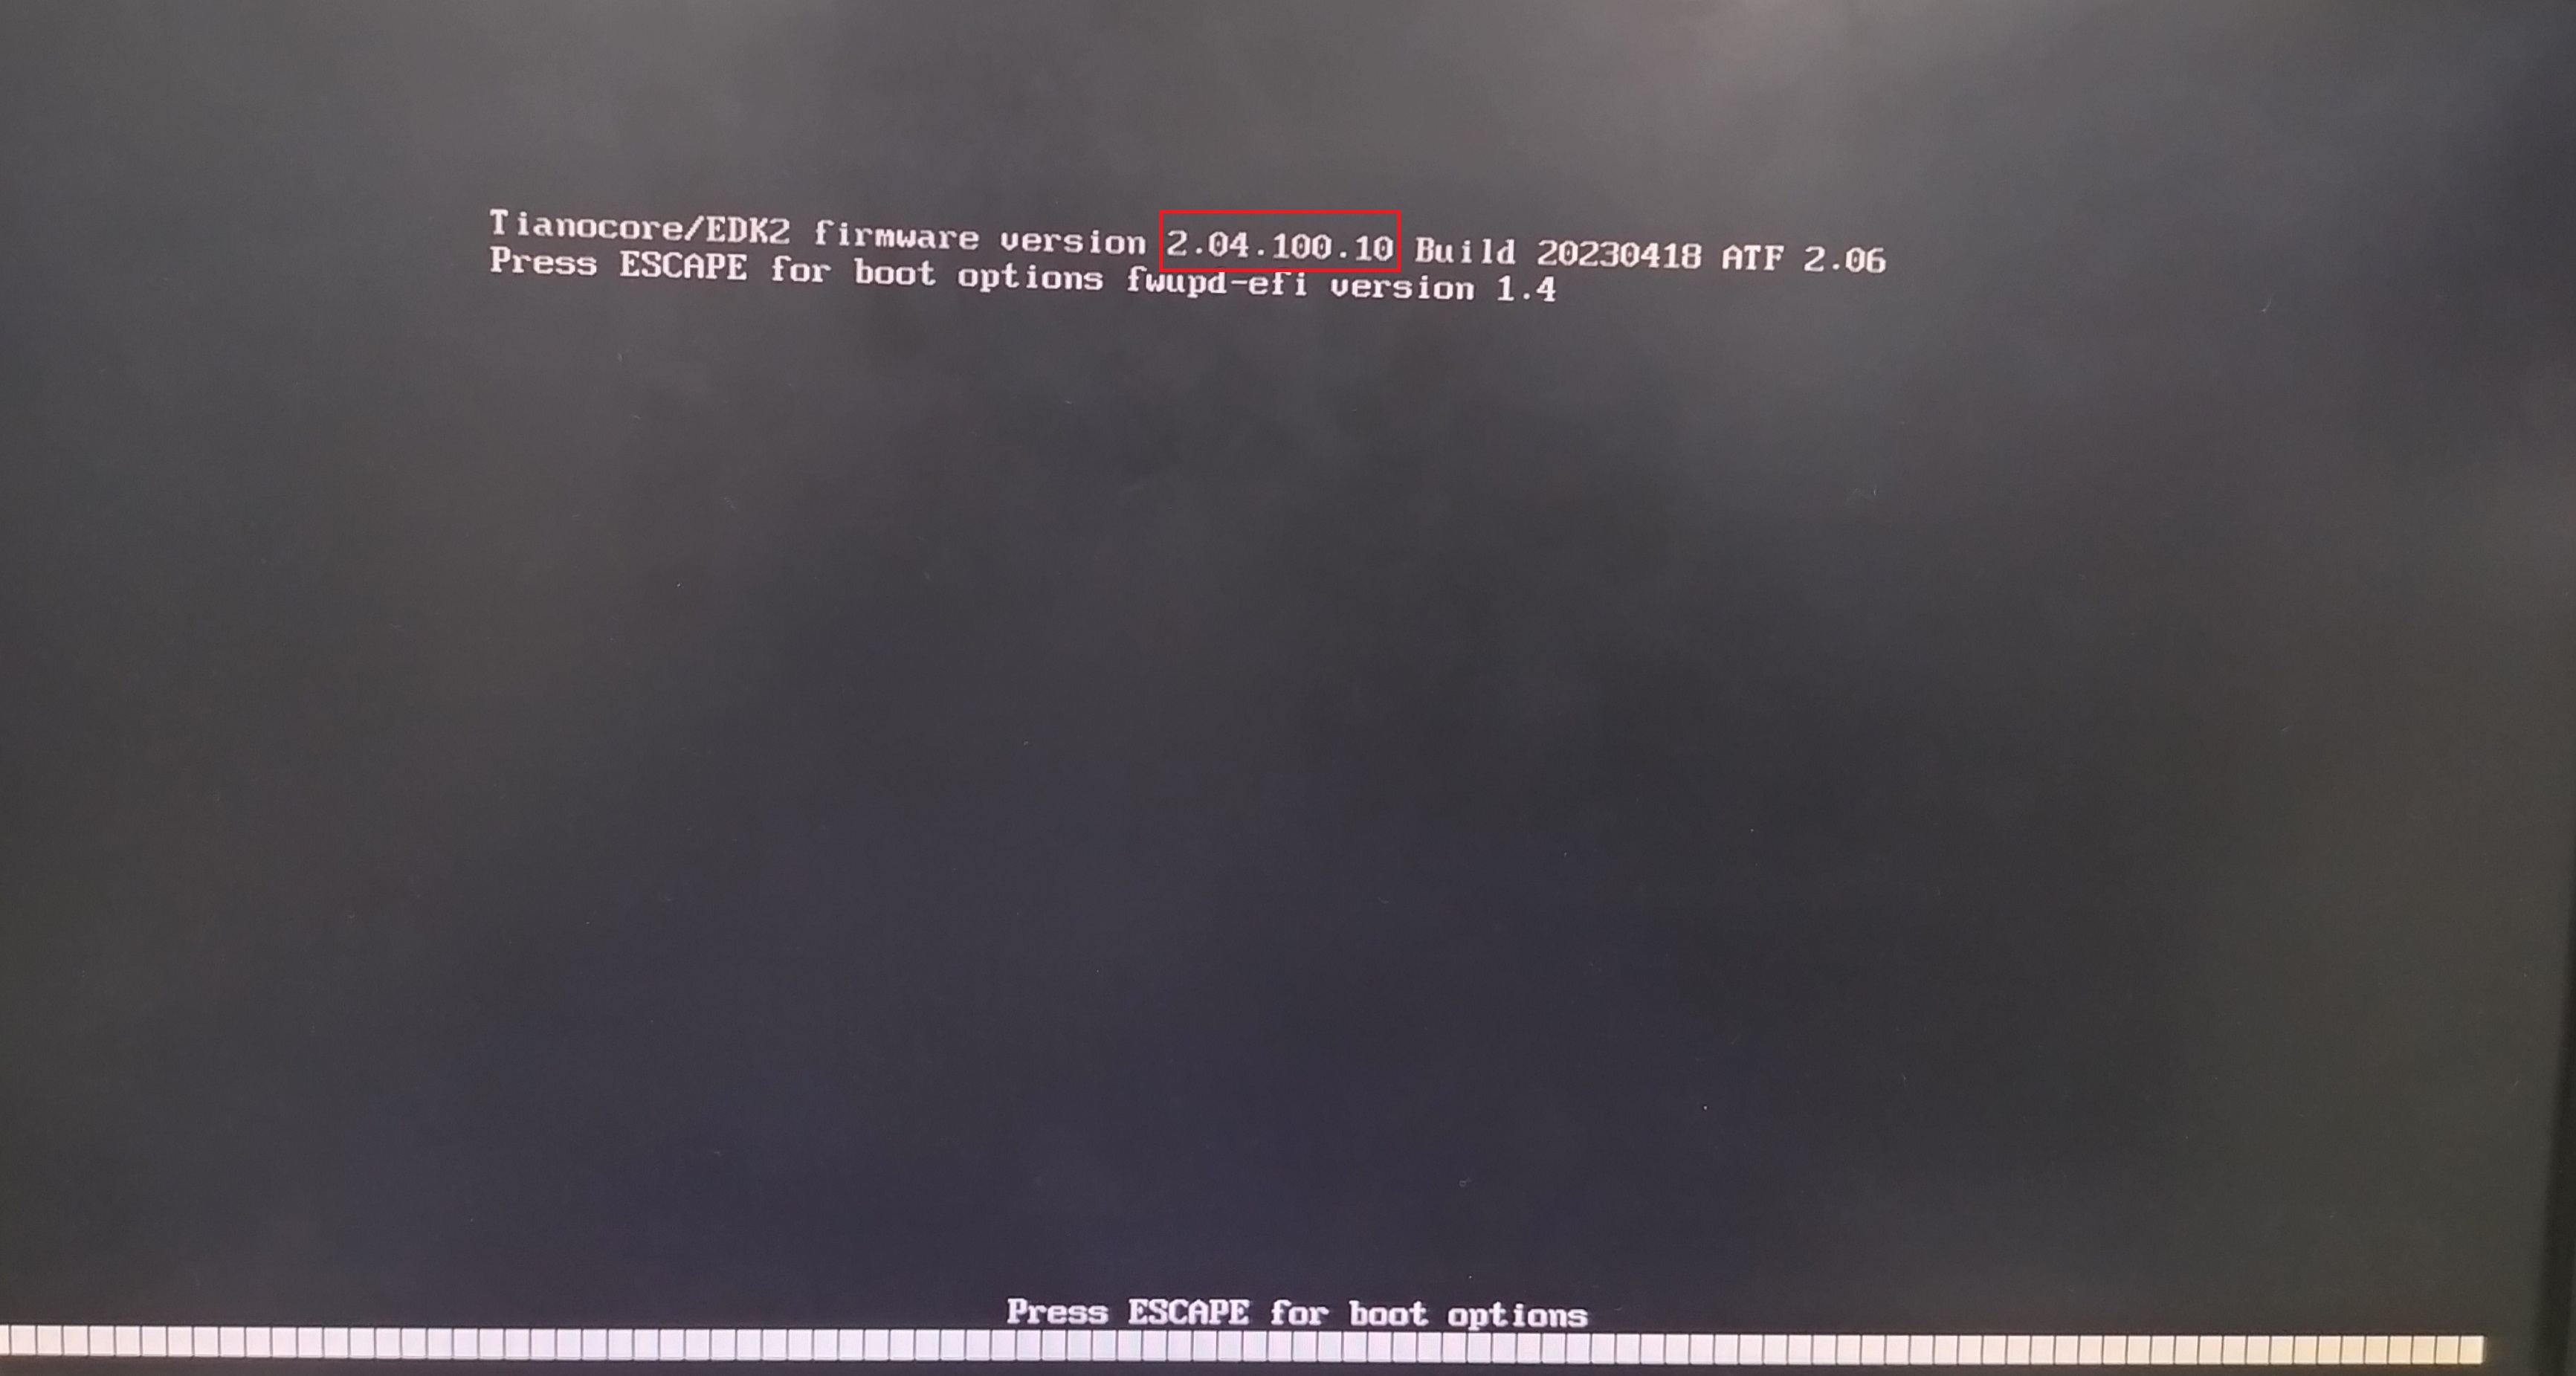 Tianocore/EDK2 firmware version 2.04.100.10 Build 20230418 ATF 2.06
Press ESCAPE for boot options fwupd-efi version 1.4
Press ESCAPE for boot options